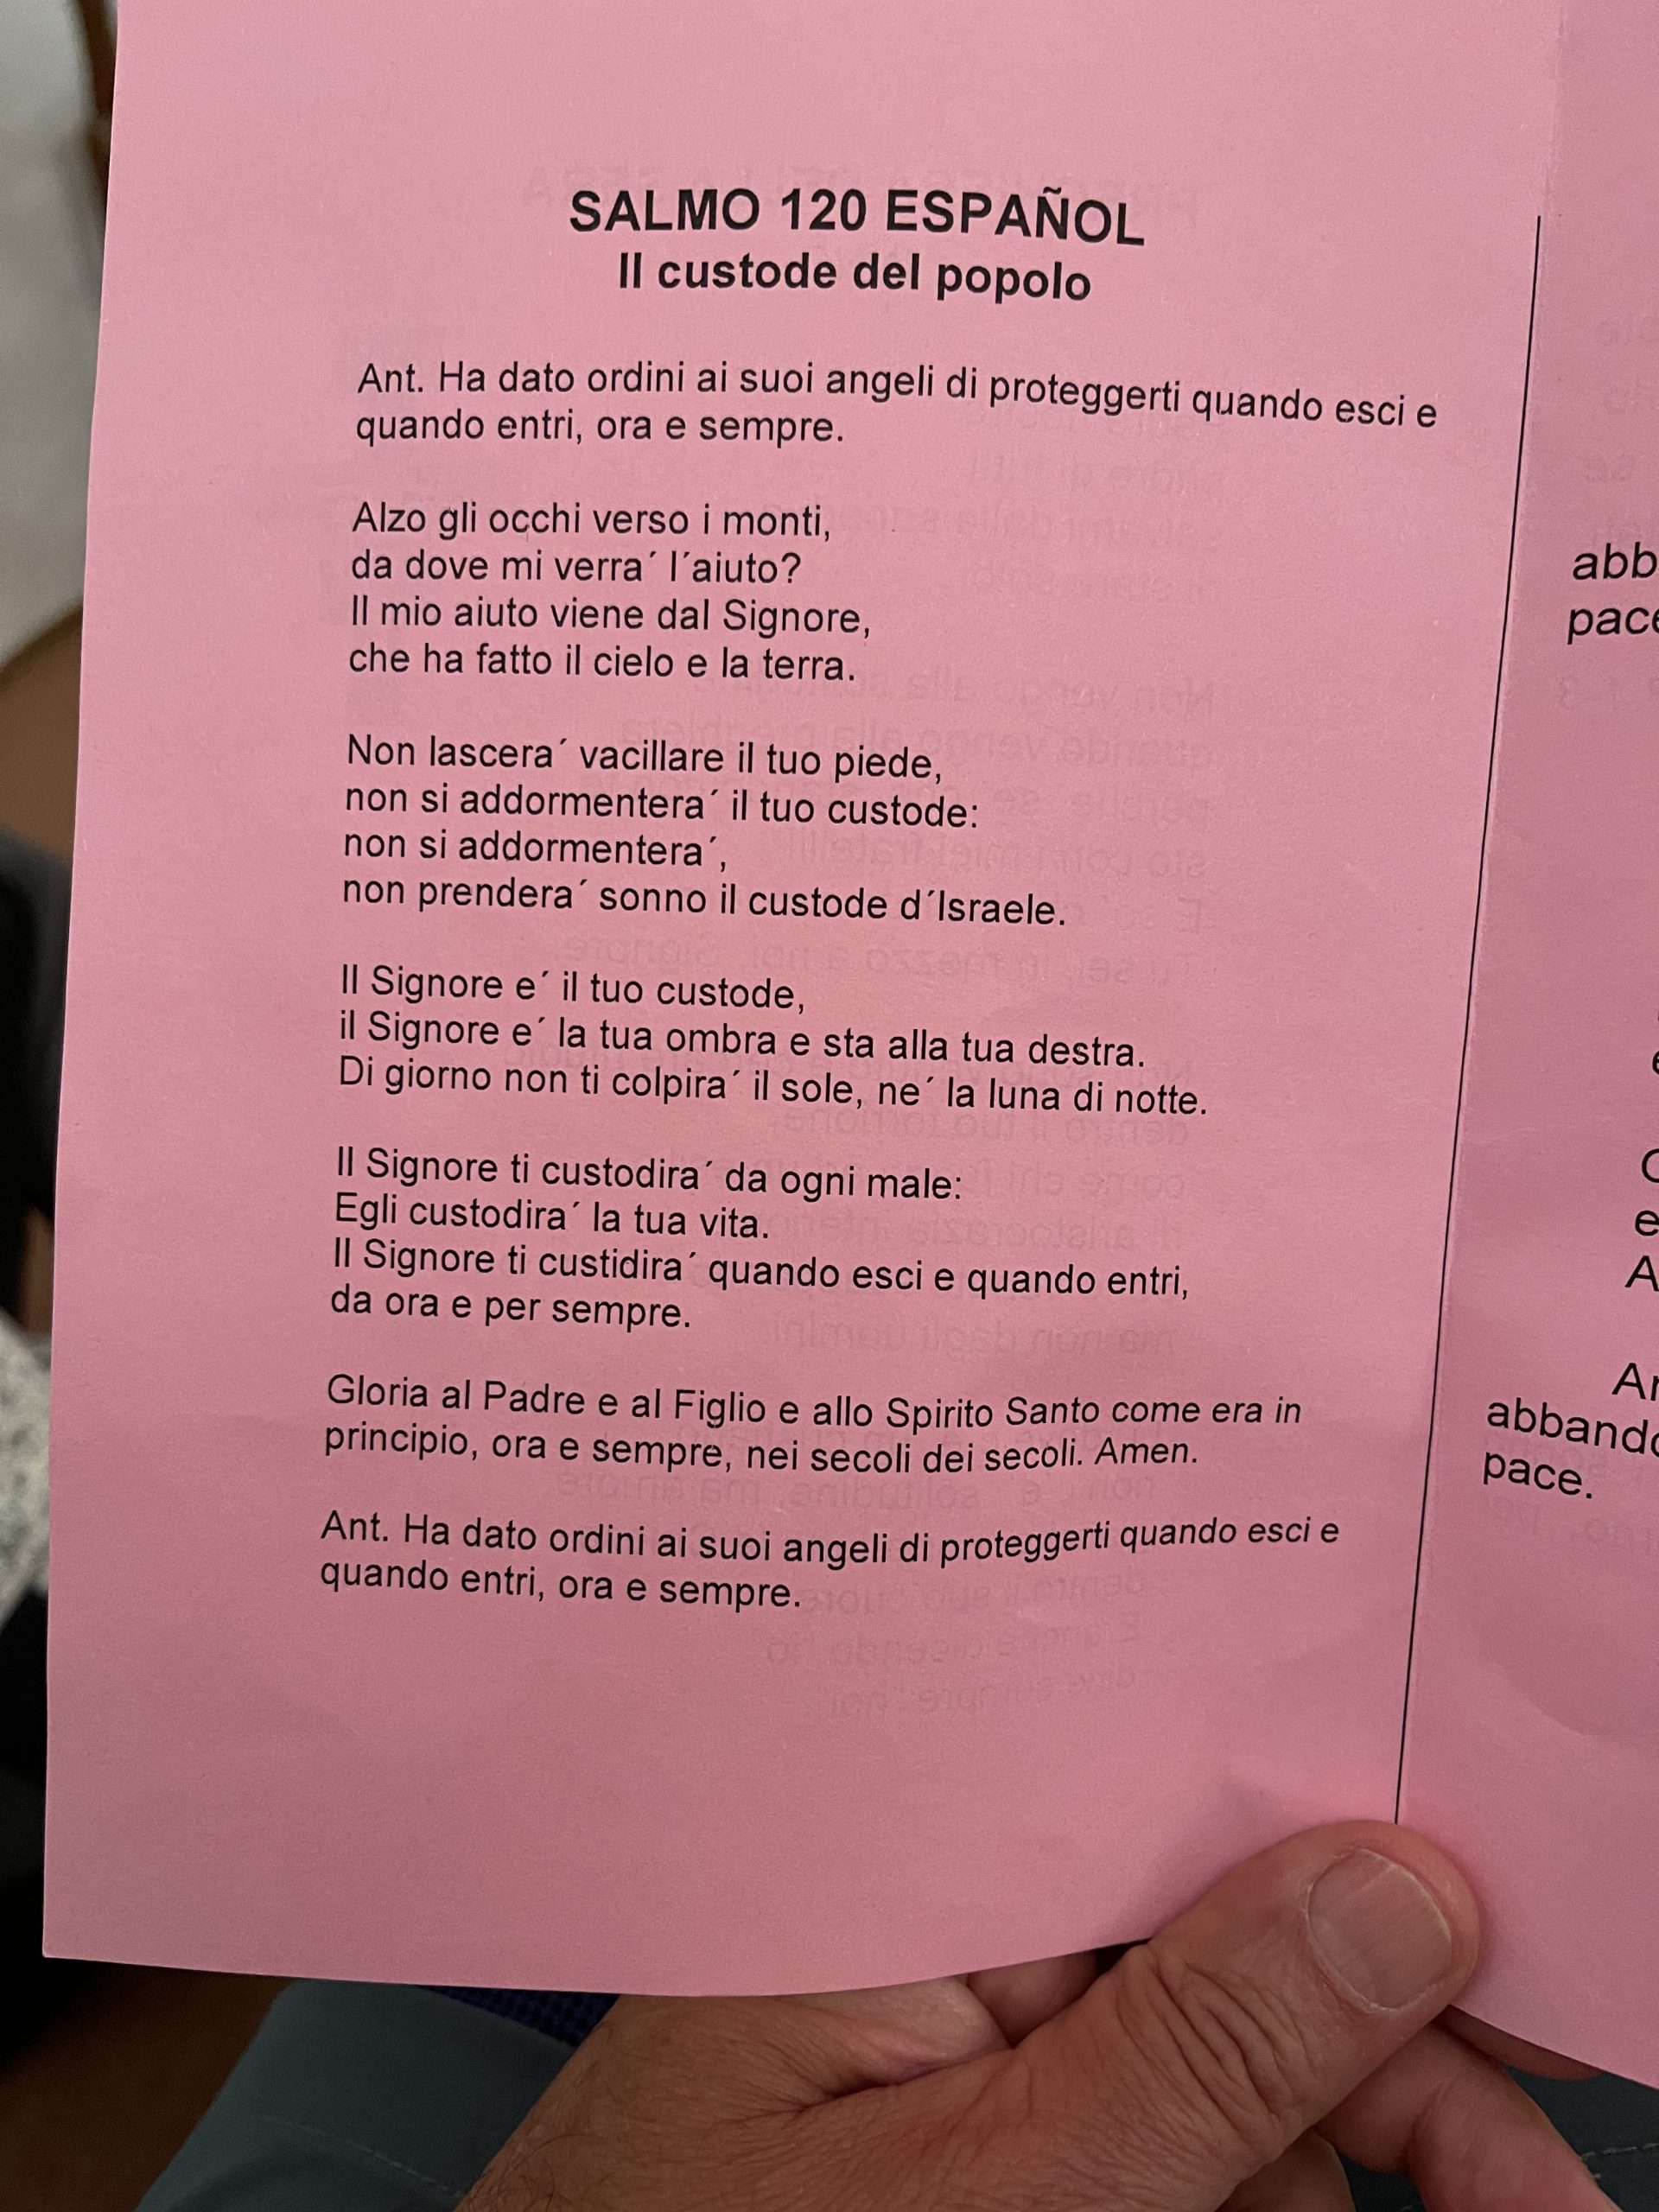 SALMO 120 ESPAÑOL
Il custode del popolo
Ant. Ha dato ordini ai suoi angeli di proteggerti quando esci e
quando entri, ora e sempre.
Alzo gli occhi verso i monti,
da dove mi verra´ l´aiuto?
Il mio aiuto viene dal Signore,
che ha fatto il cielo e la terra.
Non lascera´ vacillare il tuo piede,
non si addormentera´ il tuo custode:
non si addormentera´,
non prendera´ sonno il custode d´Israele.
Il Signore e´ il tuo custode,
il Signore e´ la tua ombra e sta alla tua destra.
Di giorno non ti colpira´ il sole, ne´ la luna di notte.
Il Signore ti custodira´ da ogni male:
Egli custodira´ la tua vita.
Il Signore ti custidira´ quando esci e quando entri,
da ora e per sempre.
Gloria al Padre e al Figlio e allo Spirito Santo come era in
principio, ora e sempre, nei secoli dei secoli. Amen.
Ant. Ha dato ordini ai suoi angeli di proteggerti quando esci e
quando entri, ora e sempre.
pace.